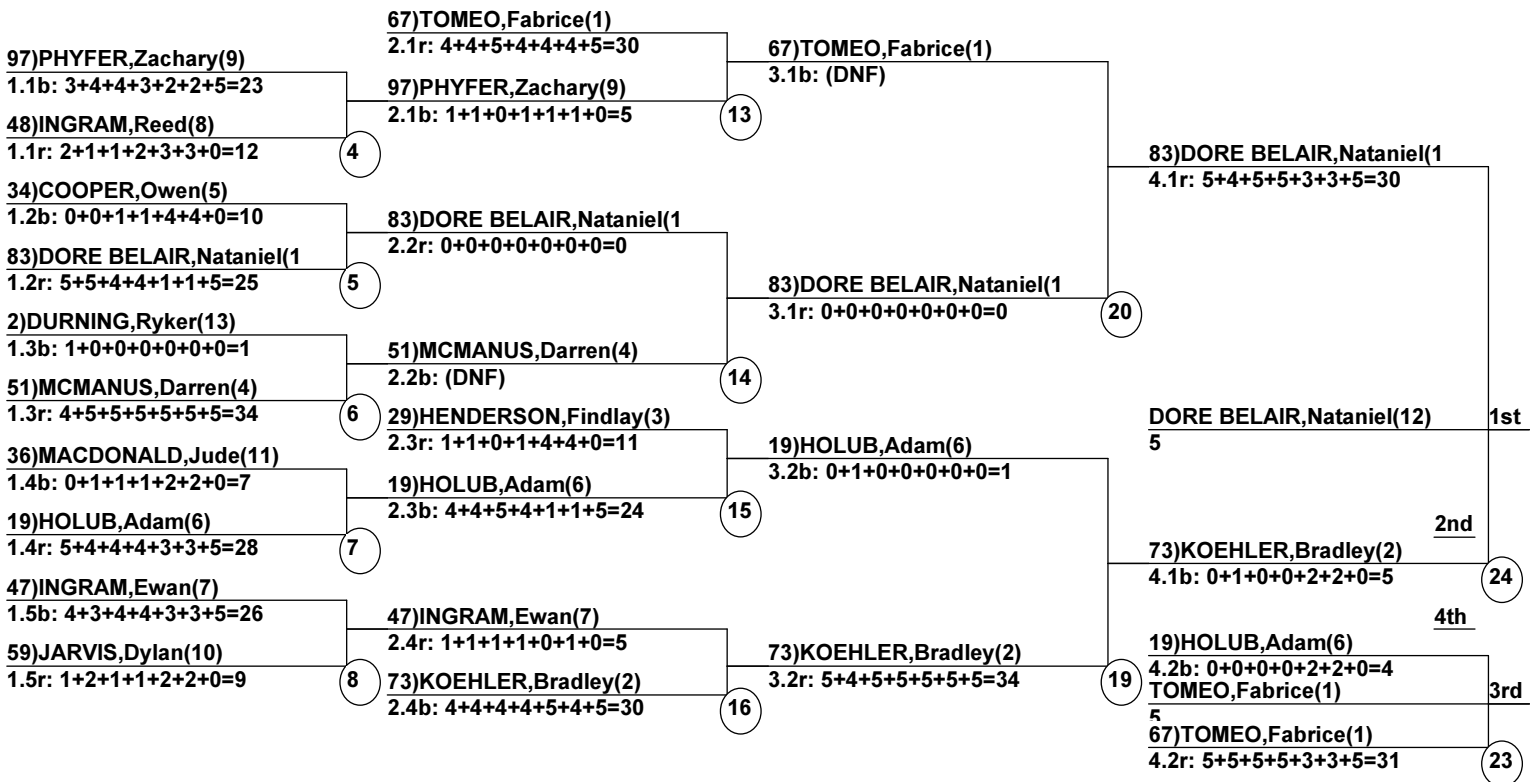 97)PHYFER,Zachary(9)
1.1b: 3+4+4+3+2+2+5=23
48)INGRAM,Reed(8)
1.1r: 2+1+1+2+3+3+0=12
4
34)COOPER,Owen(5)
1.2b: 0+0+1+1+4+4+0=10
83)DORE BELAIR,Nataniel(1
1.2r: 5+5+4+4+1+1+5=25
5
2)DURNING,Ryker(13)
1.3b: 1+0+0+0+0+0+0=1
51)MCMANUS,Darren(4)
1.3r: 4+5+5+5+5+5+5=34
6
36)MACDONALD,Jude(11)
1.4b: 0+1+1+1+2+2+0=7
19)HOLUB,Adam(6)
1.4r: 5+4+4+4+3+3+5=28
7
47)INGRAM,Ewan(7)
1.5b: 4+3+4+4+3+3+5=26
59)JARVIS,Dylan(10)
1.5r: 1+2+1+1+2+2+0=9
8
67)TOMEO,Fabrice(1)
2.1r: 4+4+5+4+4+4+5=30
97)PHYFER,Zachary(9)
2.1b: 1+1+0+1+1+1+0=5
13
83)DORE BELAIR,Nataniel(1
2.2r: 0+0+0+0+0+0+0=0
51)MCMANUS,Darren(4)
2.2b: (DNF)
14
29)HENDERSON,Findlay(3)
2.3r: 1+1+0+1+4+4+0=11
19)HOLUB,Adam(6)
2.3b: 4+4+5+4+1+1+5=24
15
47)INGRAM,Ewan(7)
2.4r: 1+1+1+1+0+1+0=5
73)KOEHLER,Bradley(2)
2.4b: 4+4+4+4+5+4+5=30
16
67)TOMEO,Fabrice(1)
3.1b: (DNF)
83)DORE BELAIR,Nataniel(1
3.1r: 0+0+0+0+0+0+0=0
20
19)HOLUB,Adam(6)
3.2b: 0+1+0+0+0+0+0=1
73)KOEHLER,Bradley(2)
3.2r: 5+4+5+5+5+5+5=34
19
83)DORE BELAIR,Nataniel(1
4.1r: 5+4+5+5+3+3+5=30
DORE BELAIR,Nataniel(12)
1st
5
2nd
73)KOEHLER,Bradley(2)
4.1b: 0+1+0+0+2+2+0=5
24
4th
19)HOLUB,Adam(6)
4.2b: 0+0+0+0+2+2+0=4
TOMEO,Fabrice(1)
3rd
5
67)TOMEO,Fabrice(1)
4.2r: 5+5+5+5+3+3+5=31
23